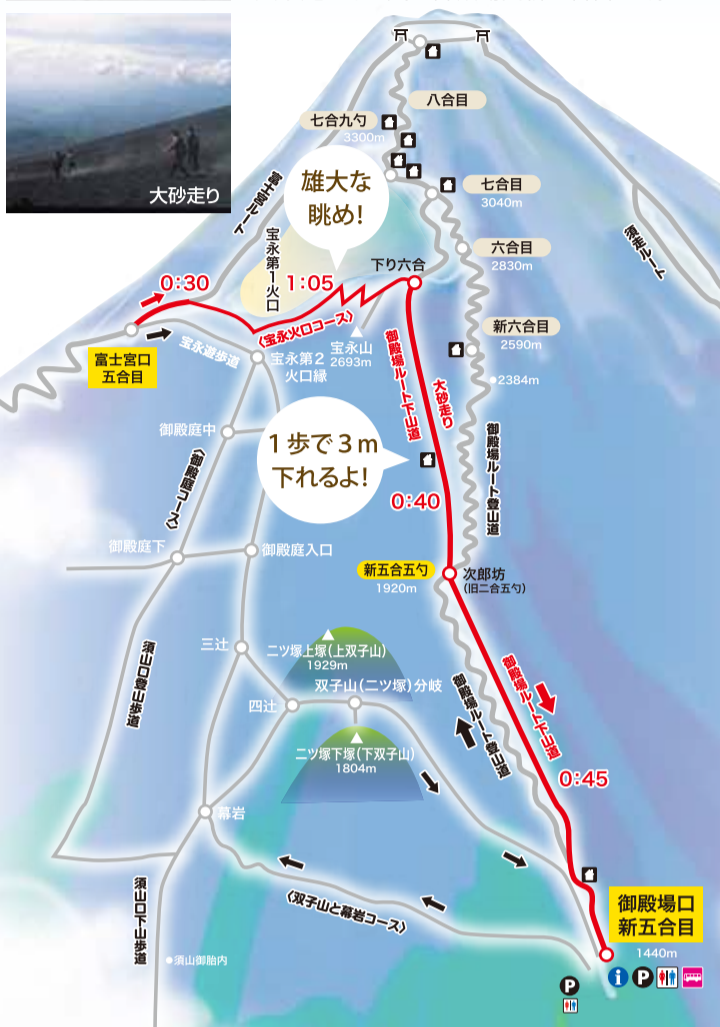 大砂走り
八合目
七合九勺
3300m
雄大な
眺め!
七合目
3040m
富士宮ルート
宝永第1火口
六合目
2830m
須走ルート
0:30
1:05
下り六合
〈宝永火口コース〉
新六合目
2590m
富士宮口
五合目
宝永遊歩道
宝永第2
火口縁
宝永山
2693m
2384m
御殿場ルート下山道
大砂走り
御殿庭中
〈御殿庭コース〉
1歩で3m
下れるよ!
御殿場ルート登山道
0:40
御殿庭下
御殿庭入口
新五合五勺
1920m
次郎坊
(旧二合五勺)
三辻
二ツ塚上塚(上双子山)
1929m
須山口登山歩道
四辻
双子山(二ツ塚)分岐
御殿場ルート登山道
御殿場ルート下山道
二ツ塚下塚(下双子山)
1804m
0:45
幕岩
〈双子山と幕岩コース〉
須山口下山歩道
御殿場口
新五合目
1440m
須山御胎内
P
i
P